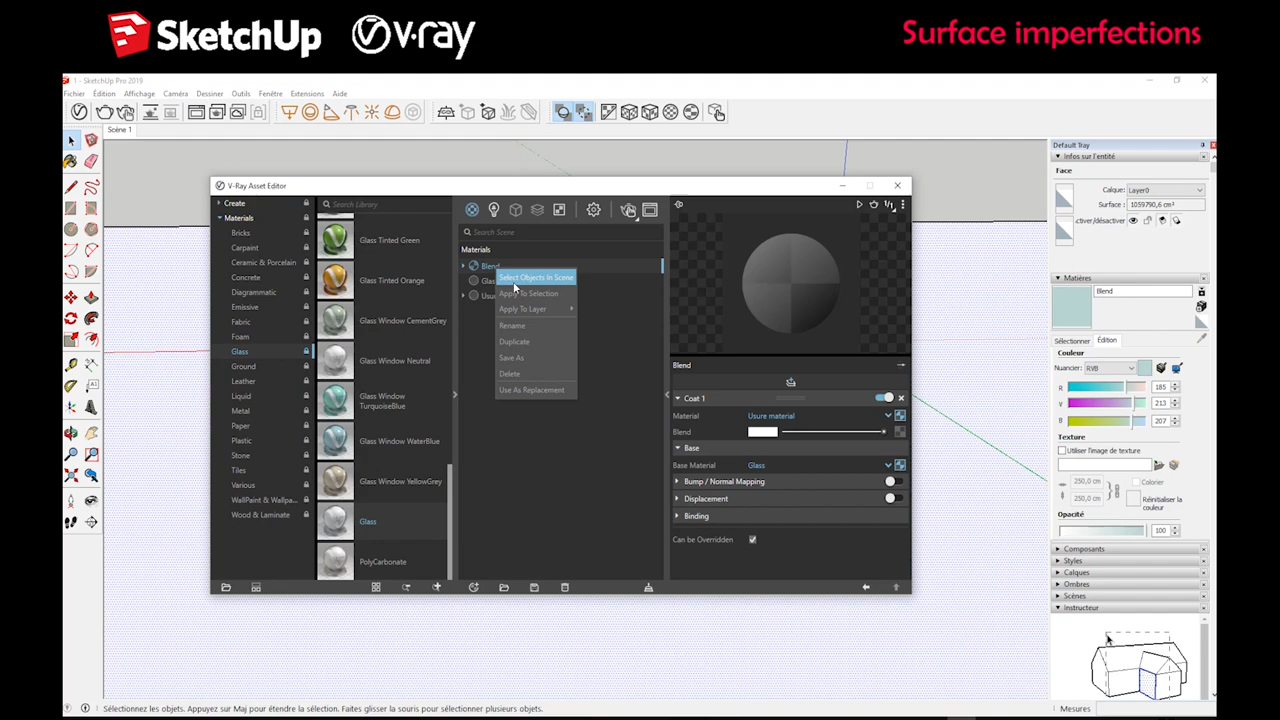 SketchUp v·ray Surface imperfections
1 - SketchUp Pro 2019
Fichier Édition Affichage Caméra Dessiner Outils Fenêtre Extensions Aide
Scène 1
V-Ray Asset Editor
Create
Materials
Bricks
Carpaint
Ceramic & Porcelain
Concrete
Diagrammatic
Emissive
Fabric
Foam
Glass
Ground
Leather
Liquid
Metal
Paper
Plastic
Stone
Tiles
Various
WallPaint & Wallpa...
Wood & Laminate
Search Library
Glass Tinted Green
Glass Tinted Orange
Glass Window CementGrey
Glass Window Neutral
Glass Window
TurquoiseBlue
Glass Window WaterBlue
Glass Window YellowGrey
Glass
PolyCarbonate
Search Scene
Materials
Blend
Glas
Usu
Select Objects In Scene
Apply To Selection
Apply To Layer
Rename
Duplicate
Save As
Delete
Use As Replacement
Blend
Coat 1
Material Usure material
Blend
Base
Base Material Glass
Bump / Normal Mapping
Displacement
Binding
Can be Overridden
Default Tray
Infos sur l'entité
Face
Calque: Layer0
Surface : 1059790,6 cm²
Activer/désactiver
Matières
Blend
Sélectionner Édition
Couleur
Nuancier: RVB
R 185
V 213
B 207
Texture
Utiliser l'image de texture
250,0 cm Colorier
250,0 cm Réinitialiser la
couleur
Opacité
100
Composants
Styles
Calques
Ombres
Scènes
Instructeur
Sélectionnez les objets. Appuyez sur Maj pour étendre la sélection. Faites glisser la souris pour sélectionner plusieurs objets. Mesures